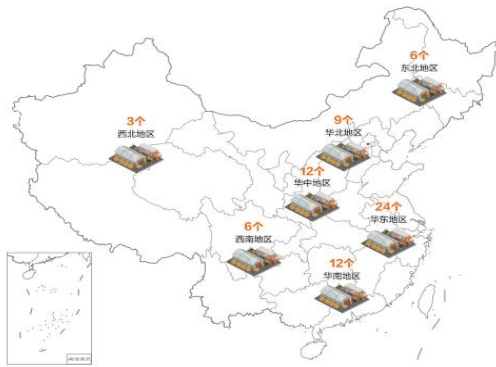 6个
东北地区
3个
西北地区
9个
华北地区
12个
华中地区
24个
华东地区
6个
西南地区
12个
华南地区